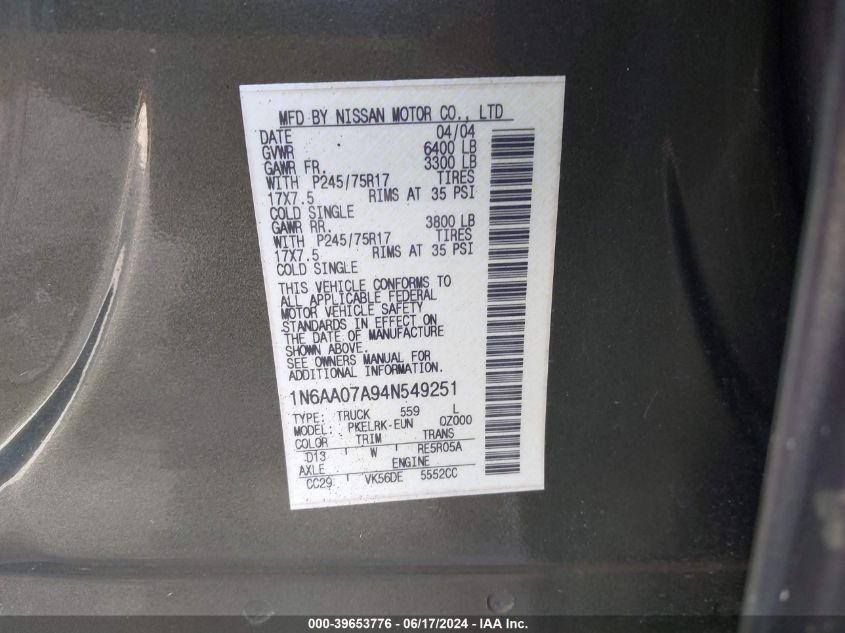 MFD BY NISSAN MOTOR CO., LTD
DATE 04/04
GVWR 6400 LB
GAWR FR. 3300 LB
WITH P245/75R17 TIRES
17X7.5 RIMS AT 35 PSI
COLD SINGLE
GAWR RR. 3800 LB
WITH P245/75R17 TIRES
17X7.5 RIMS AT 35 PSI
COLD SINGLE
THIS VEHICLE CONFORMS TO
ALL APPLICABLE FEDERAL
MOTOR VEHICLE SAFETY
STANDARDS IN EFFECT ON
THE DATE OF MANUFACTURE
SHOWN ABOVE.
SEE OWNERS MANUAL FOR
ADDITIONAL INFORMATION.
1N6AA07A94N549251
TYPE: TRUCK 559 L
MODEL: PKELRK-EUN 0Z000
COLOR TRIM TRANS
D13 W RE5R05A
AXLE ENGINE
CC29 VK56DE 5552CC
000-39653776 - 06/17/2024 - IAA Inc.